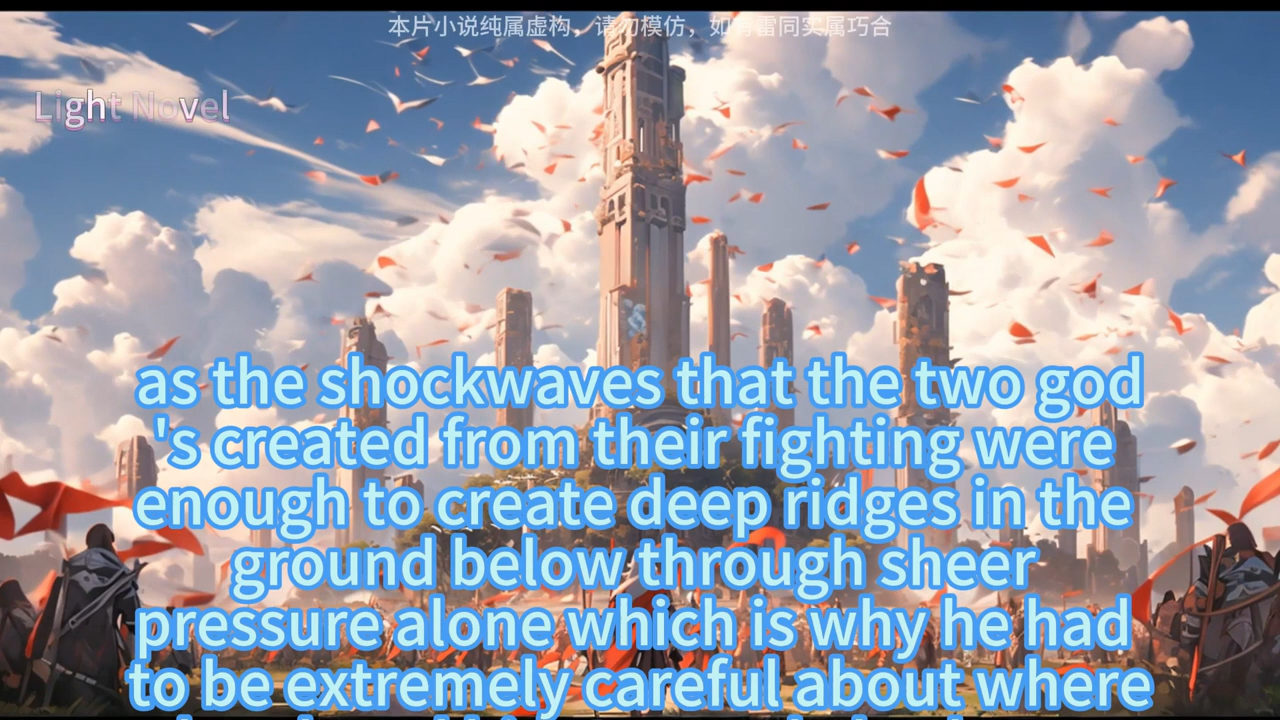 本片小说纯属虚构，请勿模仿，如有雷同实属巧合
Light Novel
as the shockwaves that the two god
's created from their fighting were
enough to create deep ridges in the
ground below through sheer
pressure alone which is why he had
to be extremely careful about where